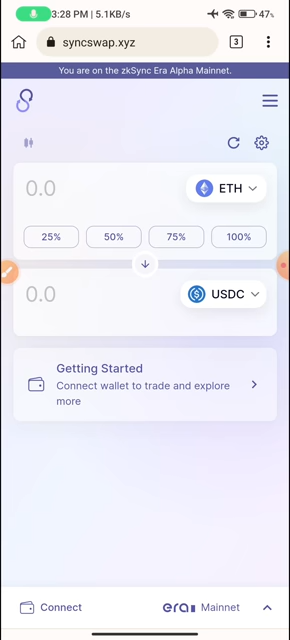 3:28 PM | 5.1KB/s 47%
syncswap.xyz 3
You are on the zkSync Era Alpha Mainnet.
0.0 ETH
25% 50% 75% 100%
0.0 USDC
Getting Started
Connect wallet to trade and explore
more
Connect era Mainnet